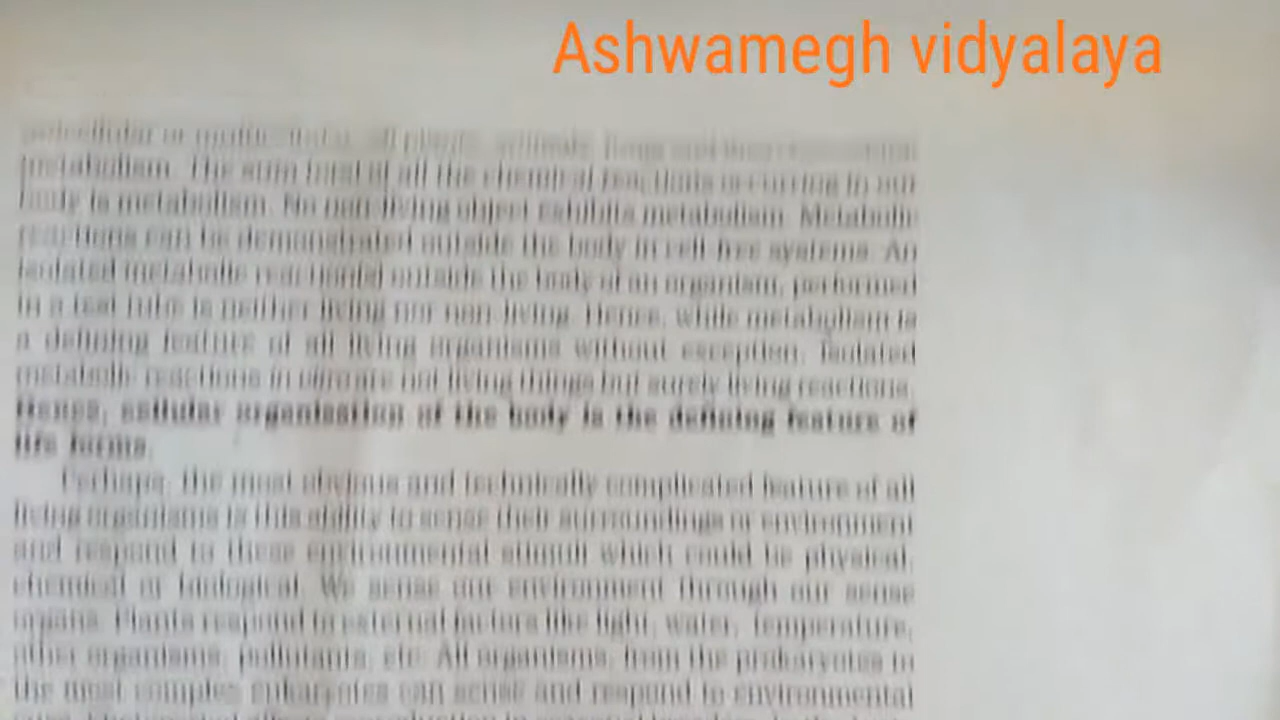 Ashwamegh vidyalaya
unicellular or multicellular, all plants, animals, fungi and
metabolism. The sum total of all the chemical reactions occurring in our
body is metabolism. No non-living object exhibits metabolism. Metabolic
reactions can be demonstrated outside the body in cell-free systems. An
isolated metabolic reaction(s) outside the body of an organism, performed
in a test tube is neither living nor non-living. Hence, while metabolism is
a defining feature of all living organisms without exception, isolated
metabolic reactions in vitro are not living things but surely living reactions.
Hence, cellular organisation of the body is the defining feature of
life forms.
Perhaps, the most obvious and technically complicated feature of all
living organisms is this ability to sense their surroundings or environment
and respond to these environmental stimuli which could be physical,
chemical or biological. We sense our environment through our sense
organs. Plants respond to external factors like light, water, temperature,
other organisms, pollutants, etc. All organisms, from the prokaryotes to
the most complex eukaryotes can sense and respond to environmental